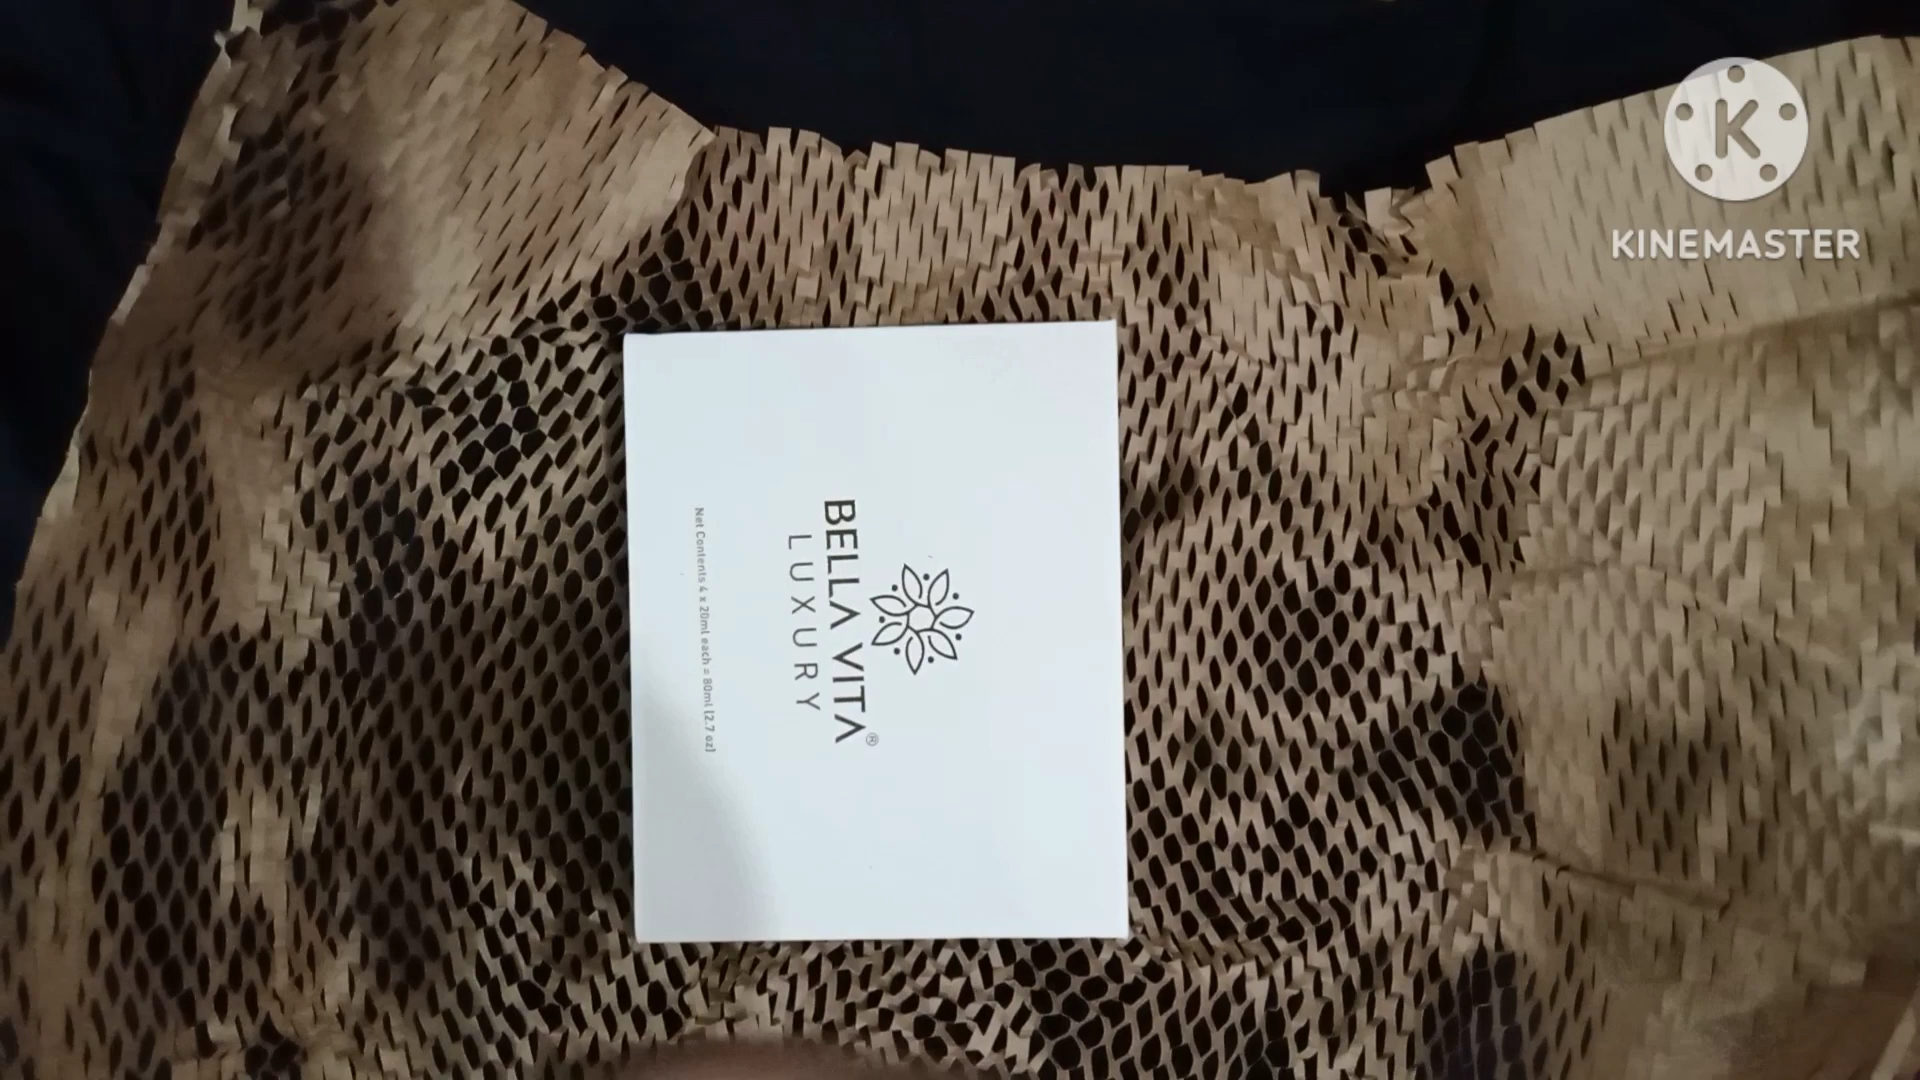 BELLA VITA®
LUXURY
Net Contents 4 x 20ml each = 80ml (2.7 oz)
K
KINEMASTER